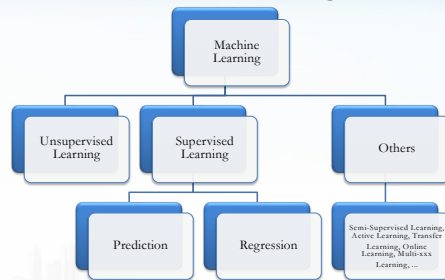 Machine
Learning
Unsupervised
Learning
Supervised
Learning
Others
Prediction
Regression
Semi-Supervised Learning,
Active Learning, Transfer
Learning, Online
Learning, Multi-xxx
Learning, ...